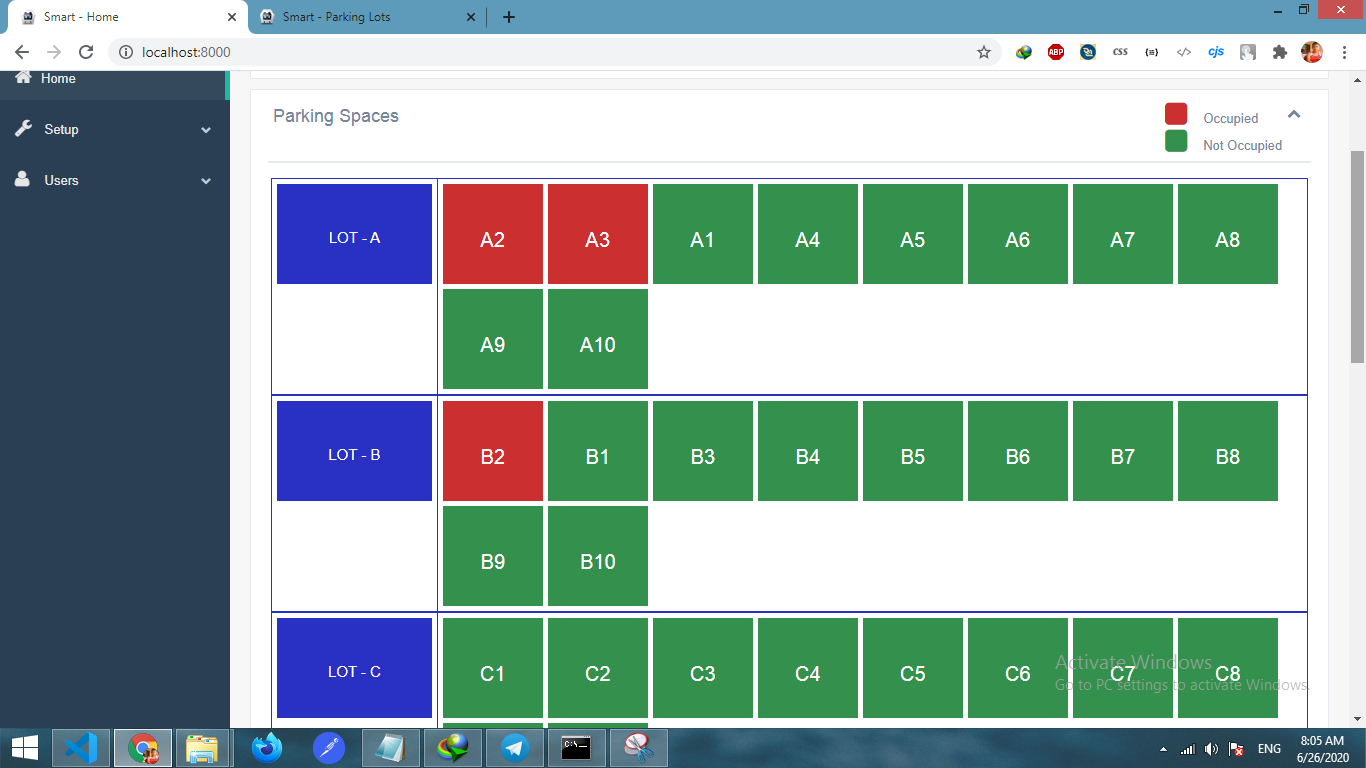 Smart - Home
Smart - Parking Lots
localhost:8000
ABP
CSS
{≡}
</>
cjs
Home
Setup
Users
Parking Spaces
Occupied
Not Occupied
LOT - A
A2 A3 A1 A4 A5 A6 A7 A8
A9 A10
LOT - B
B2 B1 B3 B4 B5 B6 B7 B8
B9 B10
LOT - C
C1 C2 C3 C4 C5 C6 C7 C8
Activate Windows
Go to PC settings to activate Windows.
C:\_
ENG
8:05 AM
6/26/2020